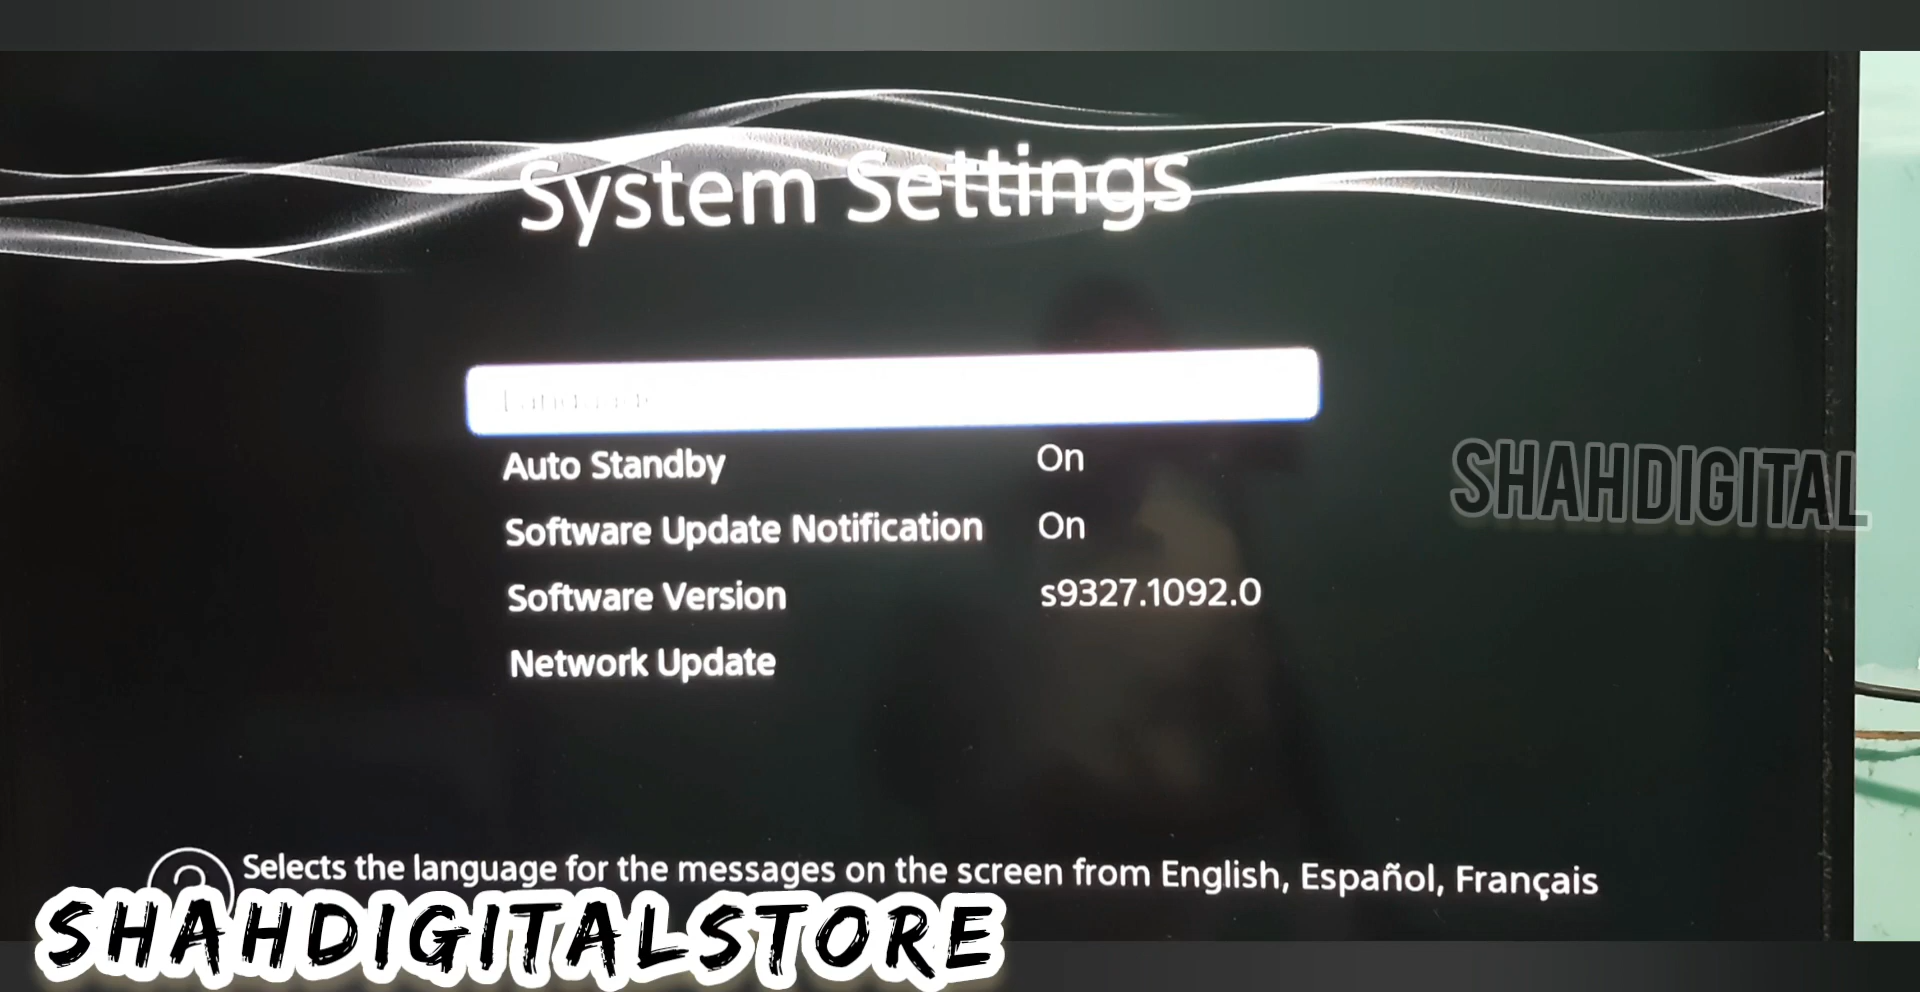 System Settings
Language
Auto Standby On
Software Update Notification On
Software Version s9327.1092.0
Network Update
SHAHDIGITAL
Selects the language for the messages on the screen from English, Español, Français
SHAHDIGITALSTORE